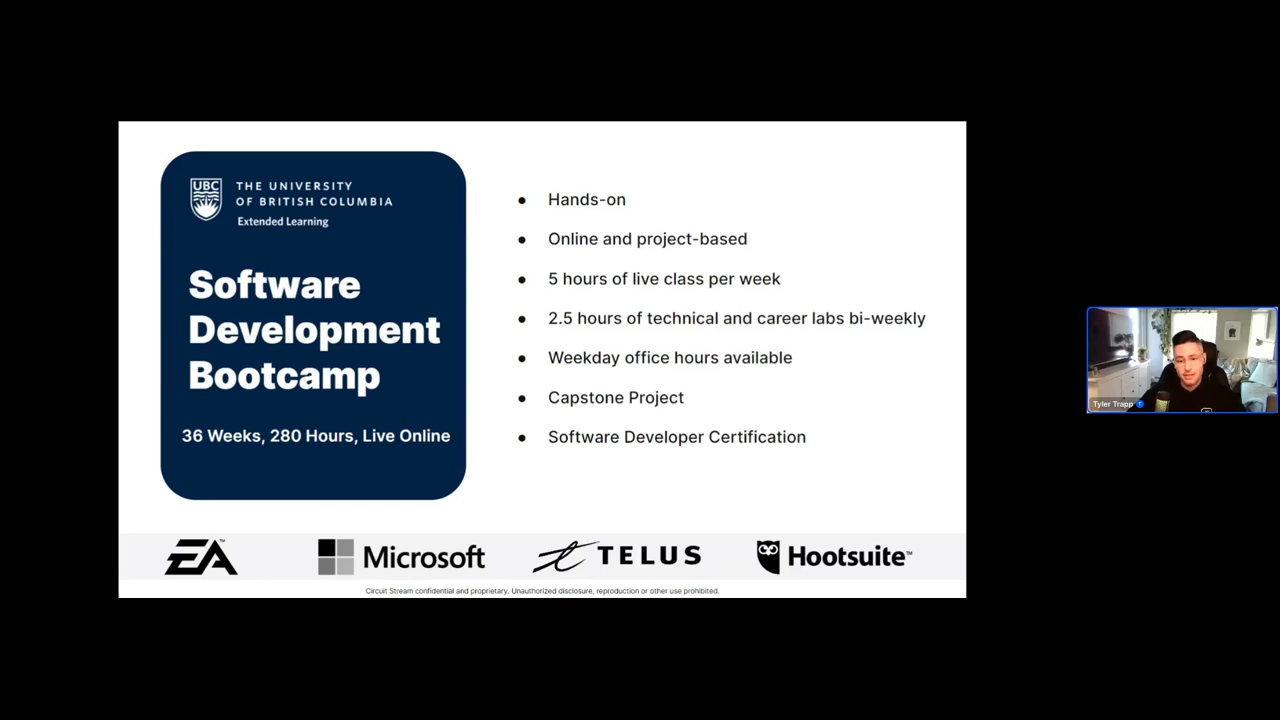 UBC
THE UNIVERSITY
OF BRITISH COLUMBIA
Extended Learning
Software
Development
Bootcamp
36 Weeks, 280 Hours, Live Online
● Hands-on
● Online and project-based
● 5 hours of live class per week
● 2.5 hours of technical and career labs bi-weekly
● Weekday office hours available
● Capstone Project
● Software Developer Certification
EA™
Microsoft
TELUS
Hootsuite™
Circuit Stream confidential and proprietary. Unauthorized disclosure, reproduction or other use prohibited.
Tyler Trapp